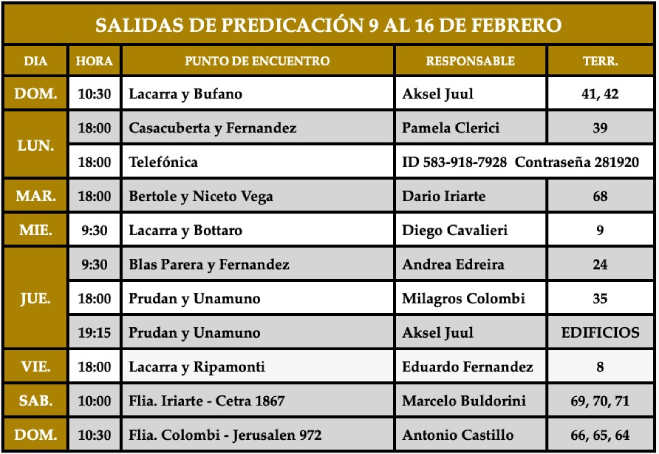 SALIDAS DE PREDICACIÓN 9 AL 16 DE FEBRERO
DIA HORA PUNTO DE ENCUENTRO RESPONSABLE TERR.
DOM. 10:30 Lacarra y Bufano Aksel Juul 41, 42
LUN. 18:00 Casacuberta y Fernandez Pamela Clerici 39
18:00 Telefónica ID 583-918-7928 Contraseña 281920
MAR. 18:00 Bertole y Niceto Vega Dario Iriarte 68
MIE. 9:30 Lacarra y Bottaro Diego Cavalieri 9
JUE. 9:30 Blas Parera y Fernandez Andrea Edreira 24
18:00 Prudan y Unamuno Milagros Colombi 35
19:15 Prudan y Unamuno Aksel Juul EDIFICIOS
VIE. 18:00 Lacarra y Ripamonti Eduardo Fernandez 8
SAB. 10:00 Flia. Iriarte - Cetra 1867 Marcelo Buldorini 69, 70, 71
DOM. 10:30 Flia. Colombi - Jerusalen 972 Antonio Castillo 66, 65, 64